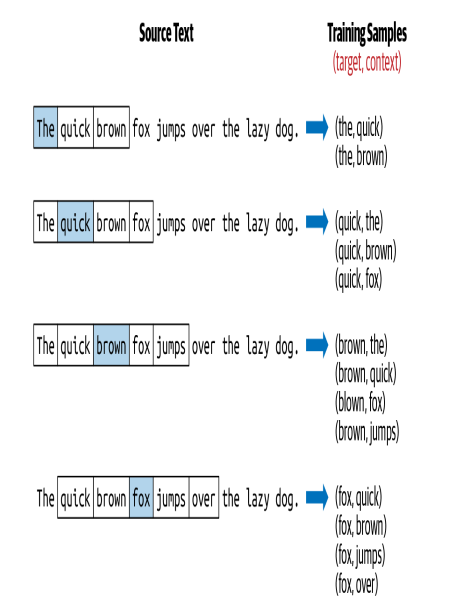 Source Text
Training Samples
(target, context)
The quick brown fox jumps over the lazy dog.
(the, quick)
(the, brown)
The quick brown fox jumps over the lazy dog.
(quick, the)
(quick, brown)
(quick, fox)
The quick brown fox jumps over the lazy dog.
(brown, the)
(brown, quick)
(blown, fox)
(brown, jumps)
The quick brown fox jumps over the lazy dog.
(fox, quick)
(fox, brown)
(fox, jumps)
(fox, over)